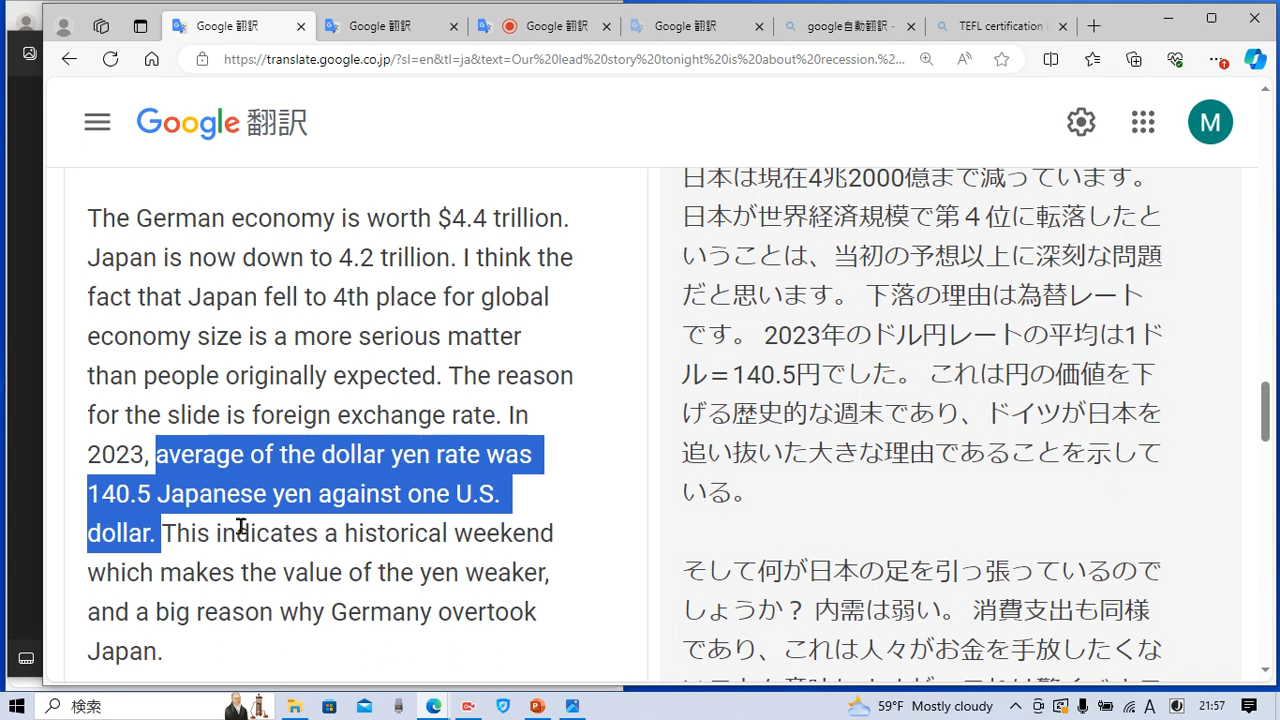 Google 翻訳
Google 翻訳
Google 翻訳
Google 翻訳
google自動翻訳 -
TEFL certification i
https://translate.google.co.jp/?sl=en&tl=ja&text=Our%20lead%20story%20tonight%20is%20about%20recession.%2...
1
Google 翻訳
M
The German economy is worth $4.4 trillion.
Japan is now down to 4.2 trillion. I think the
fact that Japan fell to 4th place for global
economy size is a more serious matter
than people originally expected. The reason
for the slide is foreign exchange rate. In
2023, average of the dollar yen rate was
140.5 Japanese yen against one U.S.
dollar. This indicates a historical weekend
which makes the value of the yen weaker,
and a big reason why Germany overtook
Japan.
日本は現在4兆2000億まで減っています。
日本が世界経済規模で第４位に転落したと
いうことは、当初の予想以上に深刻な問題
だと思います。 下落の理由は為替レート
です。 2023年のドル円レートの平均は1ド
ル＝140.5円でした。 これは円の価値を下
げる歴史的な週末であり、ドイツが日本を
追い抜いた大きな理由であることを示して
いる。
そして何が日本の足を引っ張っているので
しょうか？ 内需は弱い。 消費支出も同様
であり、これは人々がお金を手放したくな
検索
59°F Mostly cloudy
A
21:57